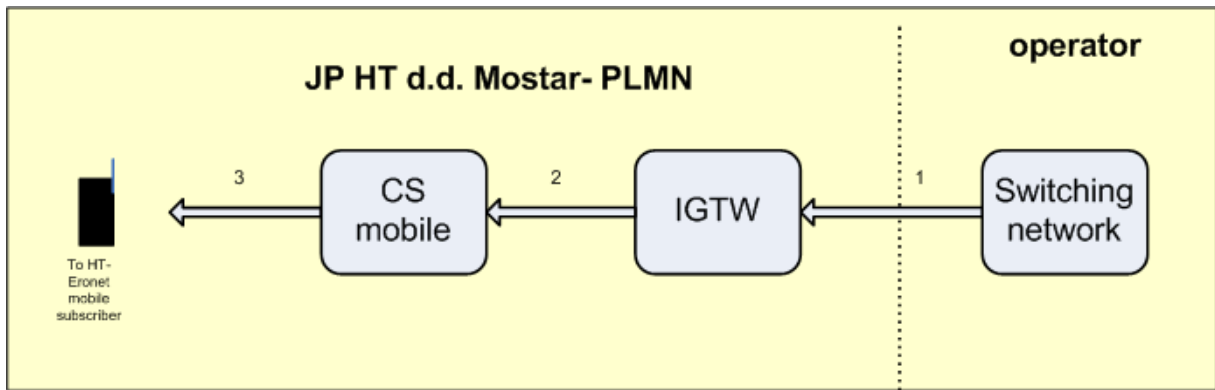 operator
JP HT d.d. Mostar- PLMN
3
2
1
CS
mobile
IGTW
Switching
network
To HT-
Eronet
mobile
subscriber